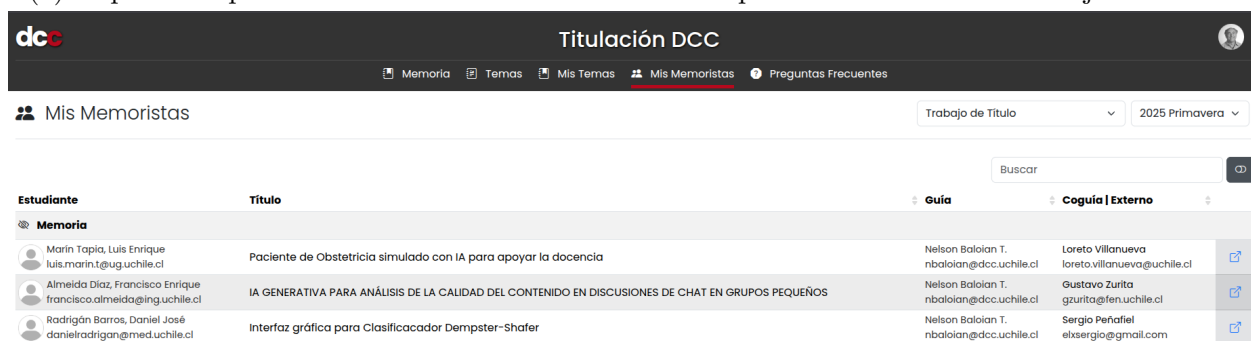 dcc
Titulación DCC
Memoria Temas Mis Temas Mis Memoristas Preguntas Frecuentes
Mis Memoristas Trabajo de Título 2025 Primavera
Buscar
Estudiante Título Guía Coguía | Externo
Memoria
Marín Tapia, Luis Enrique
luis.marin.t@ug.uchile.cl
Paciente de Obstetricia simulado con IA para apoyar la docencia
Nelson Baloian T.
nbaloian@dcc.uchile.cl
Loreto Villanueva
loreto.villanueva@uchile.cl
Almeida Díaz, Francisco Enrique
francisco.almeida@ing.uchile.cl
IA GENERATIVA PARA ANÁLISIS DE LA CALIDAD DEL CONTENIDO EN DISCUSIONES DE CHAT EN GRUPOS PEQUEÑOS
Nelson Baloian T.
nbaloian@dcc.uchile.cl
Gustavo Zurita
gzurita@fen.uchile.cl
Radrigán Barros, Daniel José
danielradrigan@med.uchile.cl
Interfaz gráfica para Clasificacador Dempster-Shafer
Nelson Baloian T.
nbaloian@dcc.uchile.cl
Sergio Peñafiel
elxsergio@gmail.com